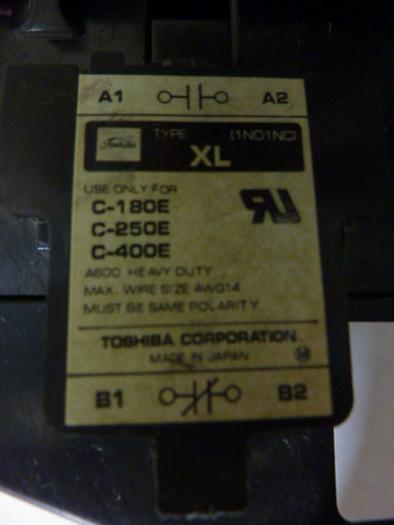 A1 A2
Toshiba TYPE [1NO1NC]
XL
USE ONLY FOR
C-180E
C-250E
C-400E
A600 HEAVY DUTY
MAX. WIRE SIZE AWG14
MUST BE SAME POLARITY
TOSHIBA CORPORATION
MADE IN JAPAN M
B1 B2